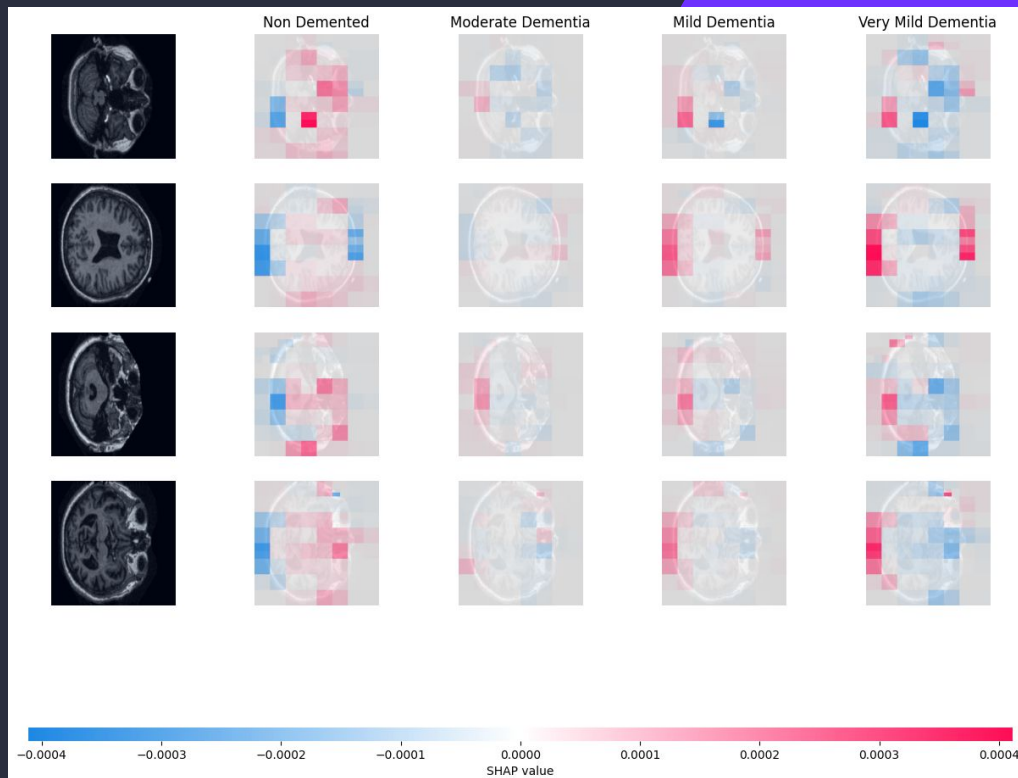 Non Demented Moderate Dementia Mild Dementia Very Mild Dementia
−0.0004 −0.0003 −0.0002 −0.0001 0.0000 0.0001 0.0002 0.0003 0.0004
SHAP value